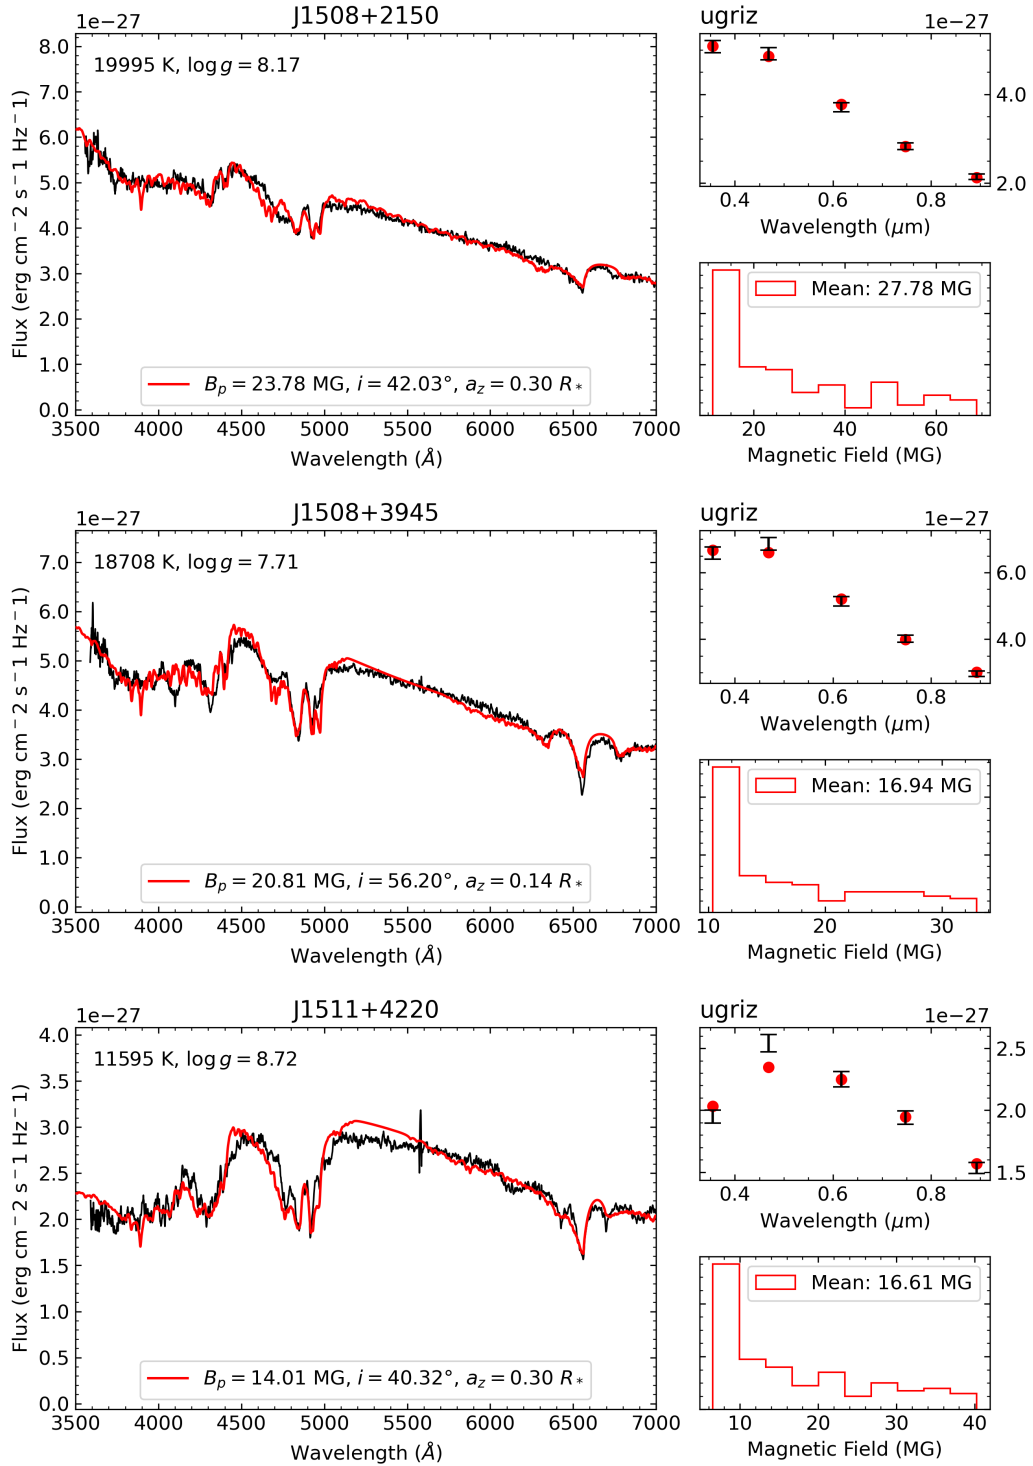 J1508+2150
1e−27
19995 K, log g = 8.17
8.0
7.0
6.0
5.0
4.0
3.0
2.0
1.0
0.0
Flux (erg cm−2 s−1 Hz−1)
B_p = 23.78 MG, i = 42.03°, a_z = 0.30 R_*
3500 4000 4500 5000 5500 6000 6500 7000
Wavelength (Å)
ugriz
1e−27
4.0
2.0
0.4 0.6 0.8
Wavelength (μm)
Mean: 27.78 MG
20 40 60
Magnetic Field (MG)
J1508+3945
1e−27
18708 K, log g = 7.71
7.0
6.0
5.0
4.0
3.0
2.0
1.0
0.0
Flux (erg cm−2 s−1 Hz−1)
B_p = 20.81 MG, i = 56.20°, a_z = 0.14 R_*
3500 4000 4500 5000 5500 6000 6500 7000
Wavelength (Å)
ugriz
1e−27
6.0
4.0
0.4 0.6 0.8
Wavelength (μm)
Mean: 16.94 MG
10 20 30
Magnetic Field (MG)
J1511+4220
1e−27
11595 K, log g = 8.72
4.0
3.5
3.0
2.5
2.0
1.5
1.0
0.5
0.0
Flux (erg cm−2 s−1 Hz−1)
B_p = 14.01 MG, i = 40.32°, a_z = 0.30 R_*
3500 4000 4500 5000 5500 6000 6500 7000
Wavelength (Å)
ugriz
1e−27
2.5
2.0
1.5
0.4 0.6 0.8
Wavelength (μm)
Mean: 16.61 MG
10 20 30 40
Magnetic Field (MG)